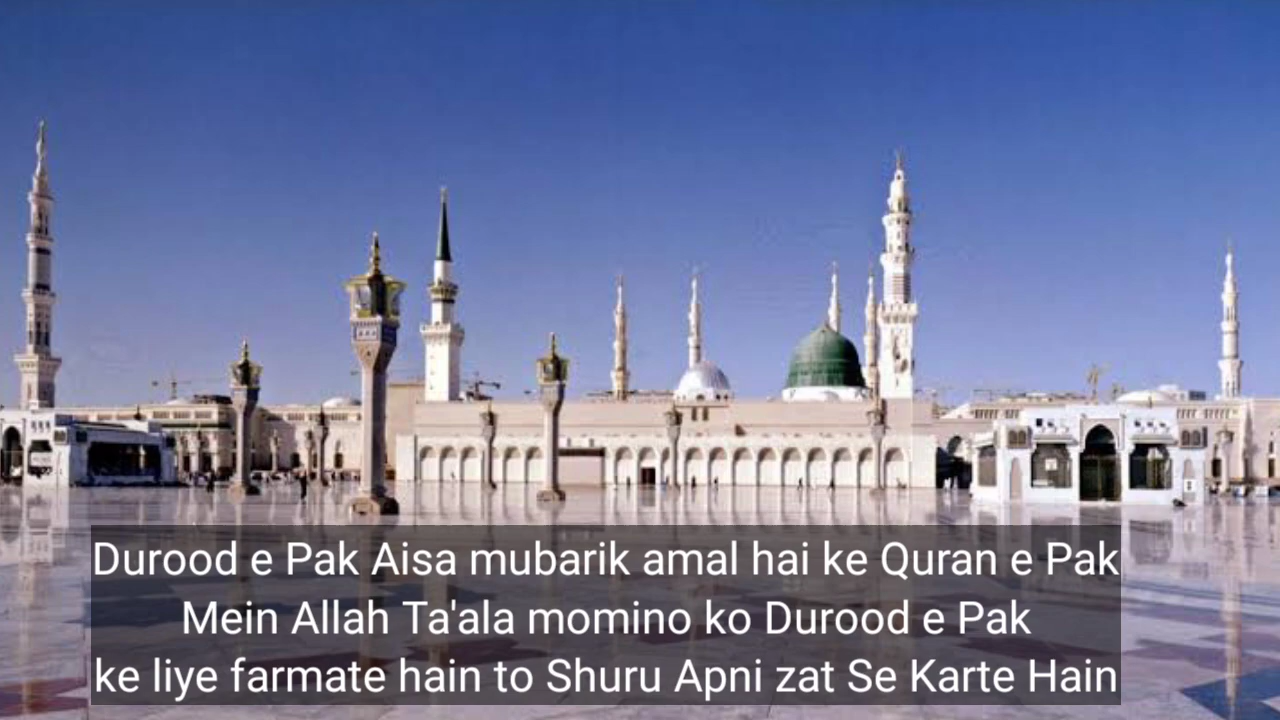 Durood e Pak Aisa mubarik amal hai ke Quran e Pak
Mein Allah Ta'ala momino ko Durood e Pak
ke liye farmate hain to Shuru Apni zat Se Karte Hain